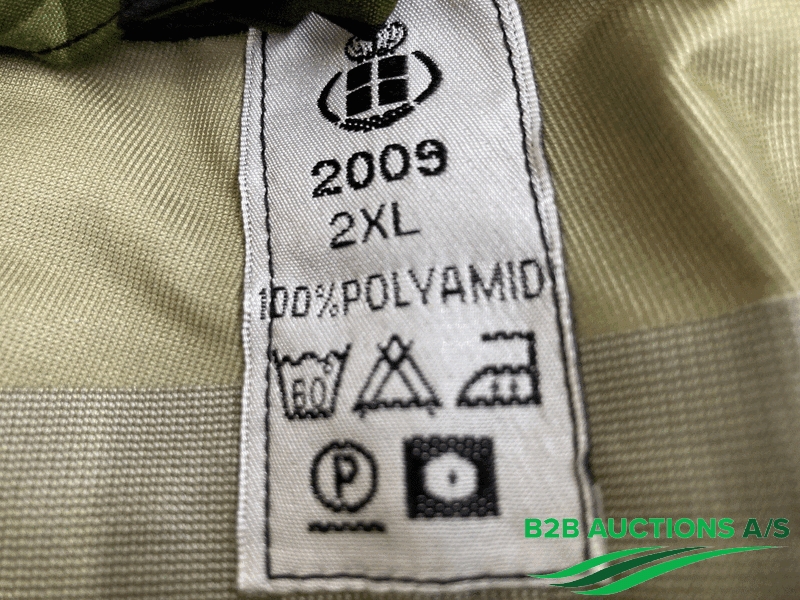 2009
2XL
100%POLYAMID
60°
P
B2B AUCTIONS A/S